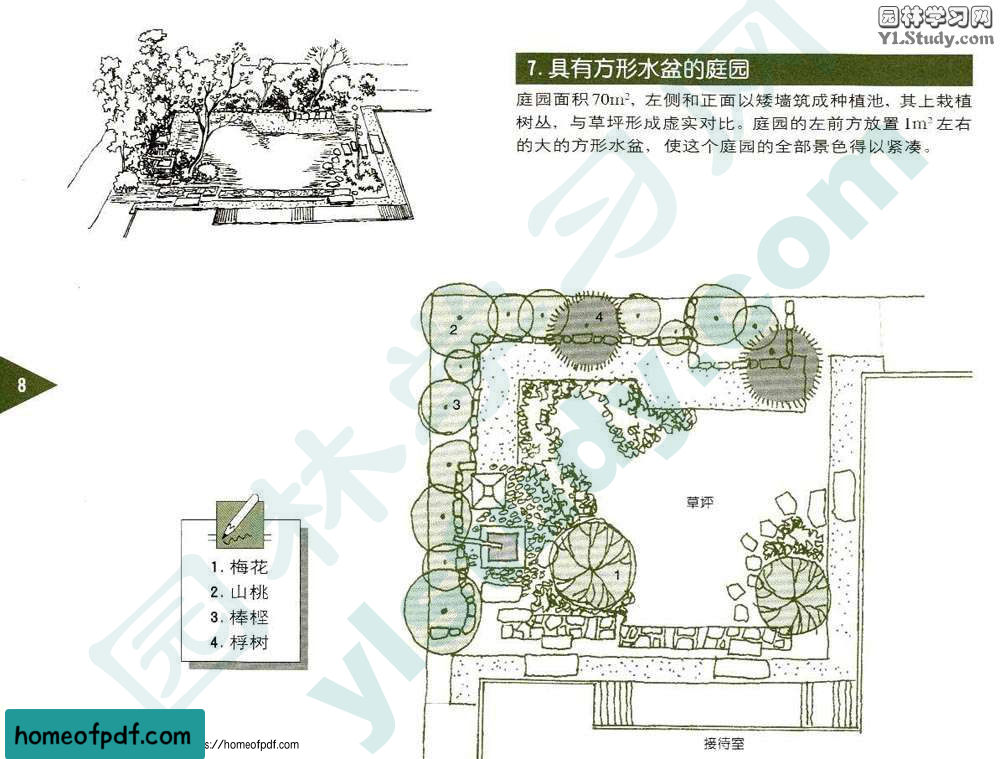 园林学习网
YLStudy.com
7. 具有方形水盆的庭园
庭园面积70m²，左侧和正面以矮墙筑成种植池，其上栽植
树丛，与草坪形成虚实对比。庭园的左前方放置1m²左右
的大的方形水盆，使这个庭园的全部景色得以紧凑。
2
4
3
8
草坪
1
1. 梅花
2. 山桃
3. 棒樫
4. 桴树
园林学习网
ylstudy.com
homeofpdf.com
s://homeofpdf.com
接待室